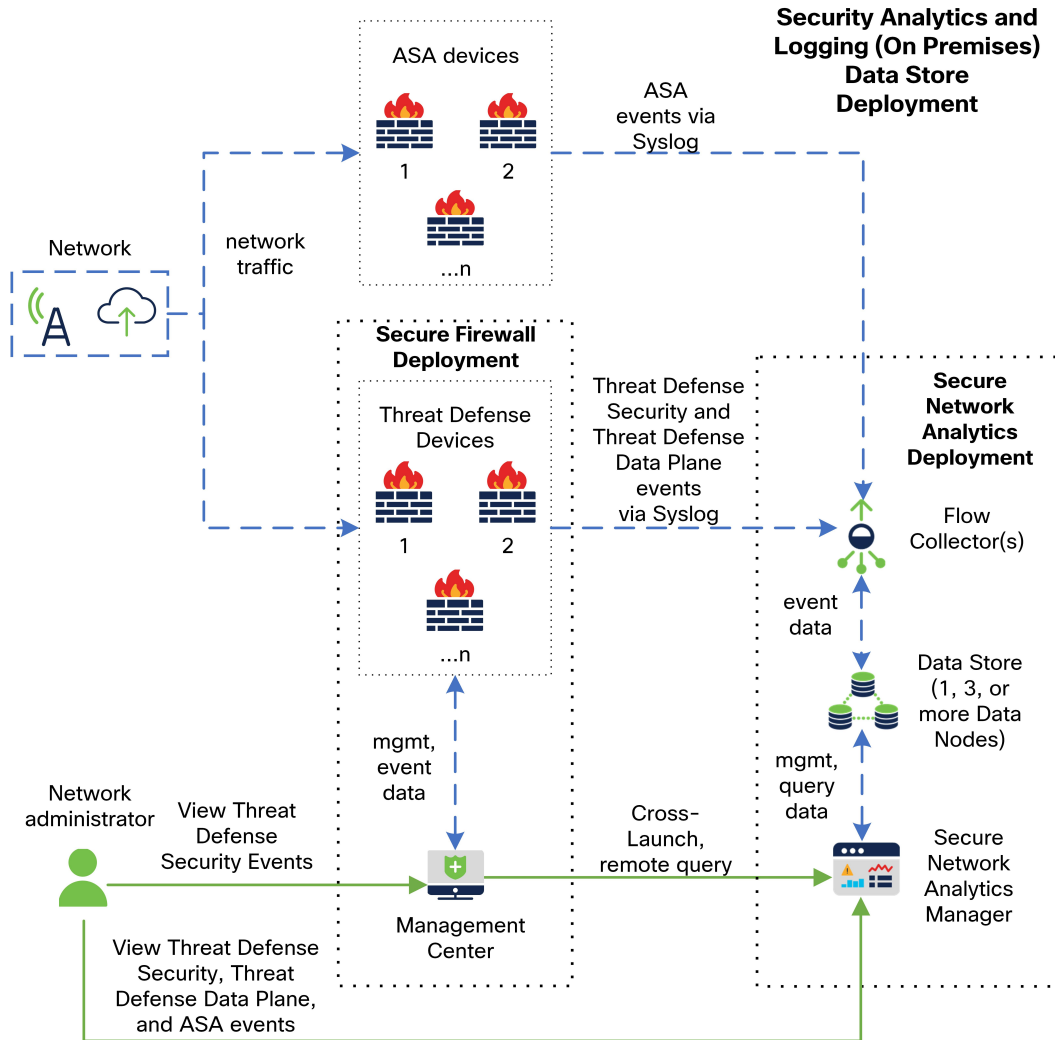 Security Analytics and
Logging (On Premises)
Data Store
Deployment
ASA devices
1
2
...n
ASA
events via
Syslog
Network
network
traffic
Secure Firewall
Deployment
Threat Defense
Devices
1
2
...n
Threat Defense
Security and
Threat Defense
Data Plane
events
via Syslog
Secure
Network
Analytics
Deployment
Flow
Collector(s)
event
data
Data Store
(1, 3, or
more Data
Nodes)
mgmt,
event
data
mgmt,
query
data
Network
administrator
View Threat
Defense
Security Events
Cross-
Launch,
remote query
Secure
Network
Analytics
Manager
Management
Center
View Threat Defense
Security, Threat
Defense Data Plane,
and ASA events